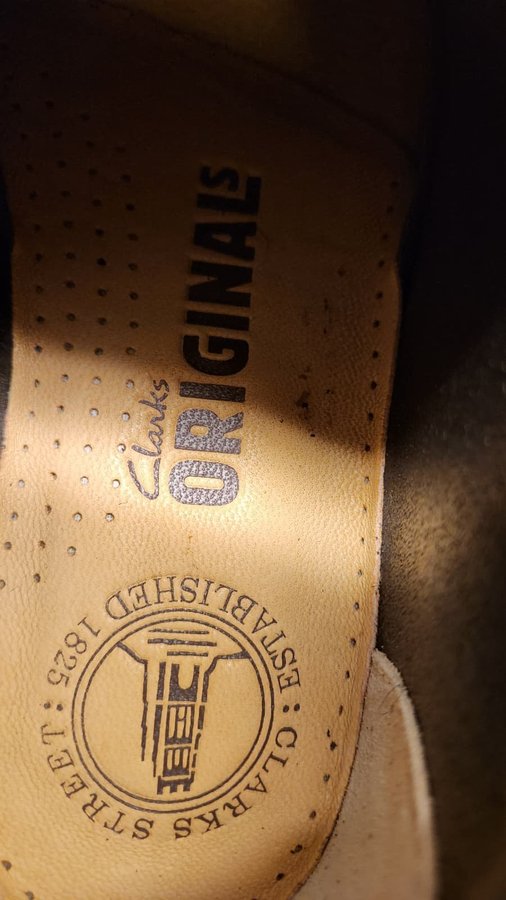 Clarks
ORIGINALS
CLARKS STREET : ESTABLISHED 1825 :